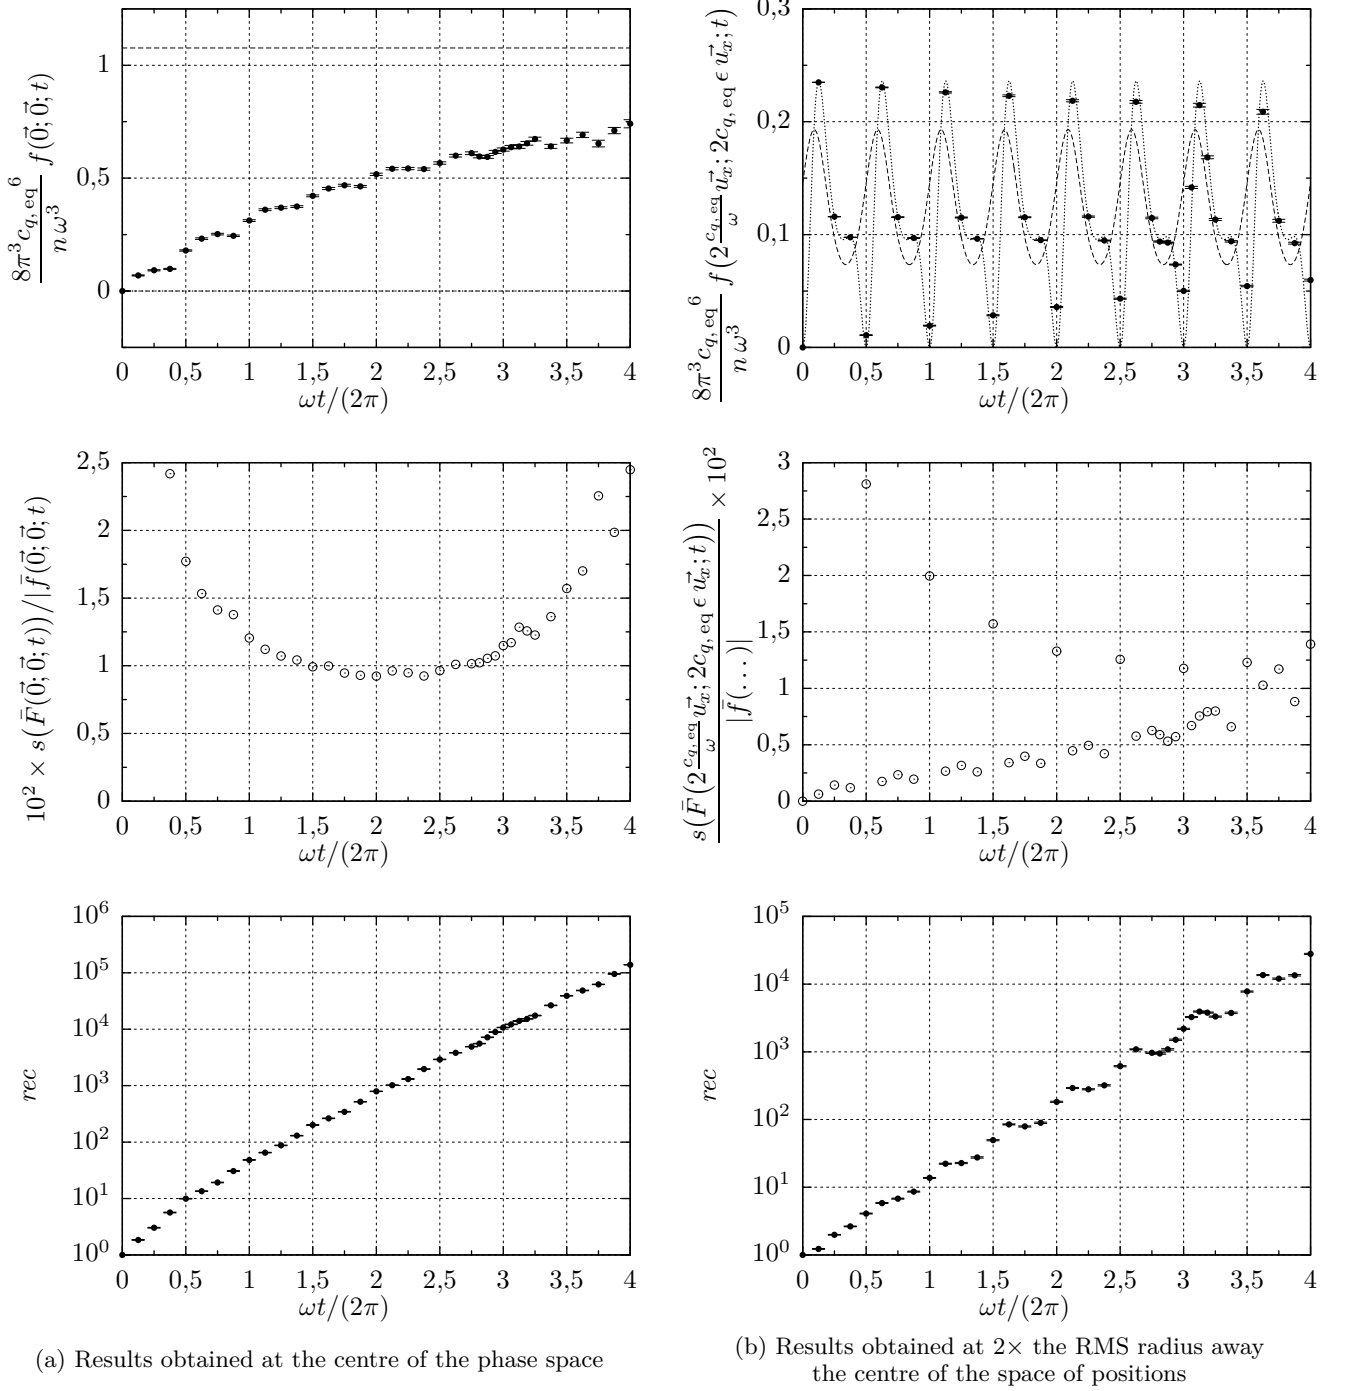 8π³c_{q,eq}⁶ / n ω³ f(0⃗; 0⃗; t)
1
0,5
0
0 0,5 1 1,5 2 2,5 3 3,5 4
ωt/(2π)
8π³c_{q,eq}⁶ / n ω³ f(2 c_{q,eq}/ω u⃗ₓ; 2c_{q,eq} ϵ u⃗ₓ; t)
0,3
0,2
0,1
0
0 0,5 1 1,5 2 2,5 3 3,5 4
ωt/(2π)
10² × s(F̄(0⃗; 0⃗; t))/|f̄(0⃗; 0⃗; t)
2,5
2
1,5
1
0,5
0
0 0,5 1 1,5 2 2,5 3 3,5 4
ωt/(2π)
s(F̄(2 c_{q,eq}/ω u⃗ₓ; 2c_{q,eq} ϵ u⃗ₓ; t)) / |f̄(...)| × 10²
3
2,5
2
1,5
1
0,5
0
0 0,5 1 1,5 2 2,5 3 3,5 4
ωt/(2π)
rec
10⁶
10⁵
10⁴
10³
10²
10¹
10⁰
0 0,5 1 1,5 2 2,5 3 3,5 4
ωt/(2π)
rec
10⁵
10⁴
10³
10²
10¹
10⁰
0 0,5 1 1,5 2 2,5 3 3,5 4
ωt/(2π)
(a) Results obtained at the centre of the phase space
(b) Results obtained at 2× the RMS radius away
the centre of the space of positions